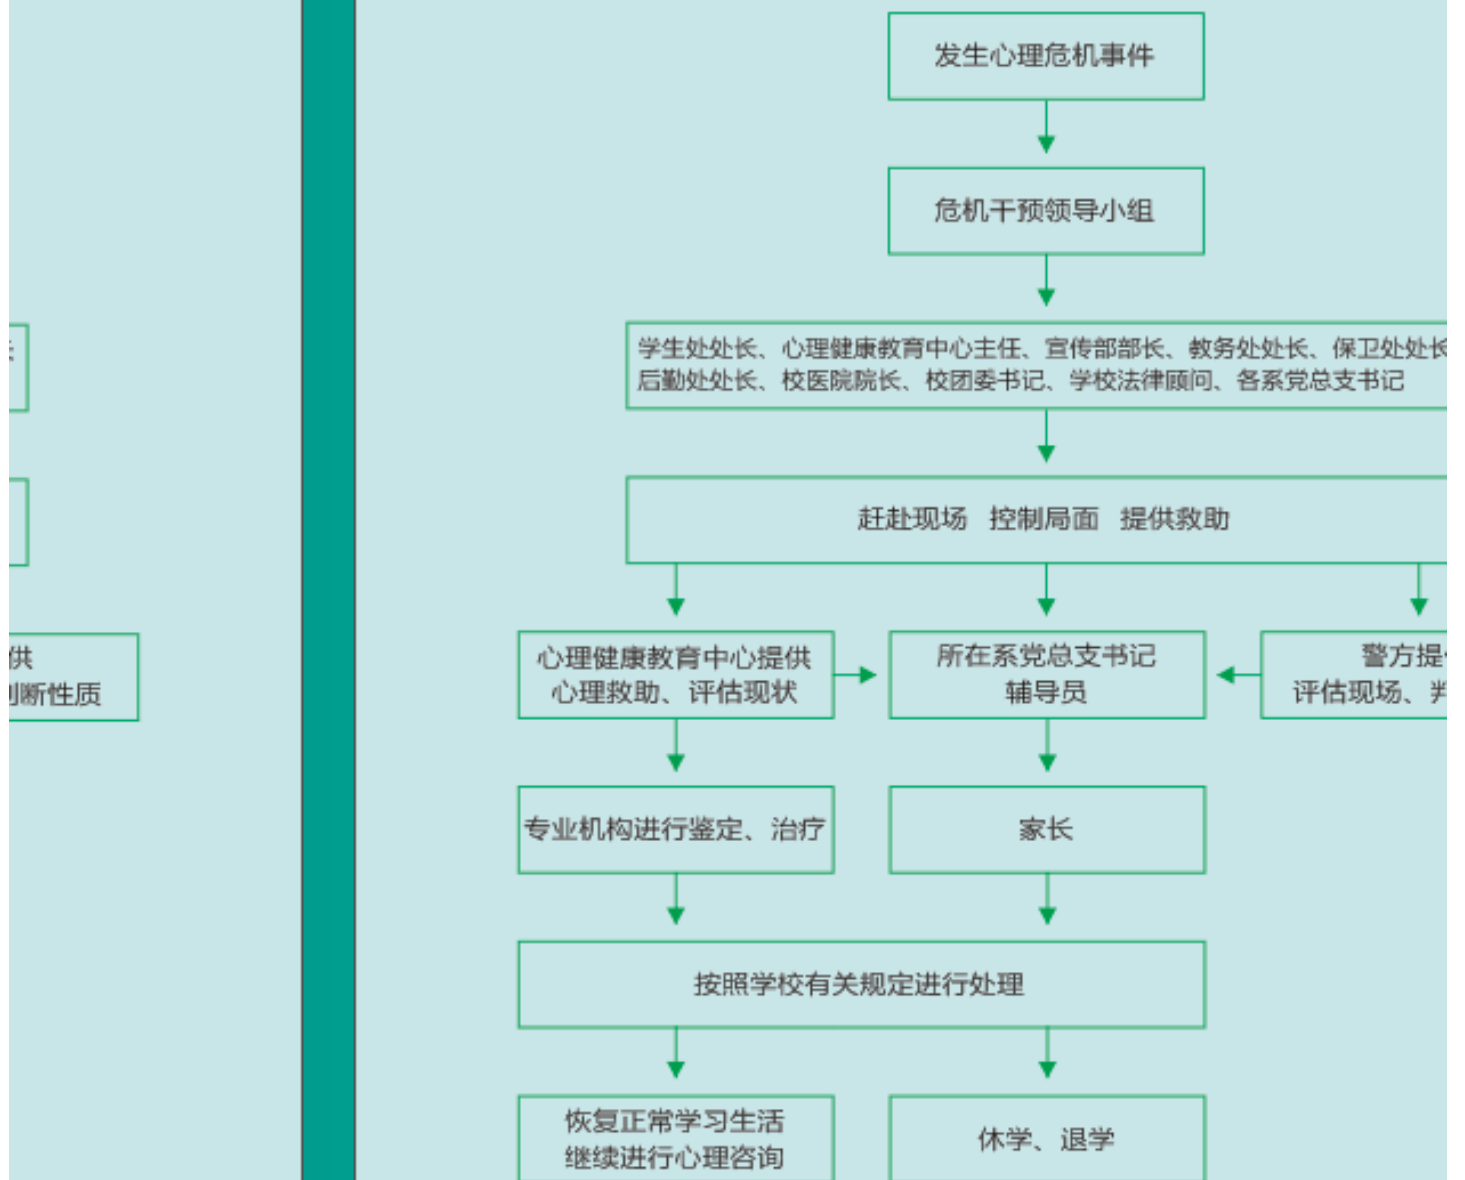 发生心理危机事件
危机干预领导小组
学生处处长、心理健康教育中心主任、宣传部部长、教务处处长、保卫处处长
后勤处处长、校医院院长、校团委书记、学校法律顾问、各系党总支书记
赶赴现场 控制局面 提供救助
供
断性质
心理健康教育中心提供
心理救助、评估现状
所在系党总支书记
辅导员
警方提
评估现场、判
专业机构进行鉴定、治疗
家长
按照学校有关规定进行处理
恢复正常学习生活
继续进行心理咨询
休学、退学